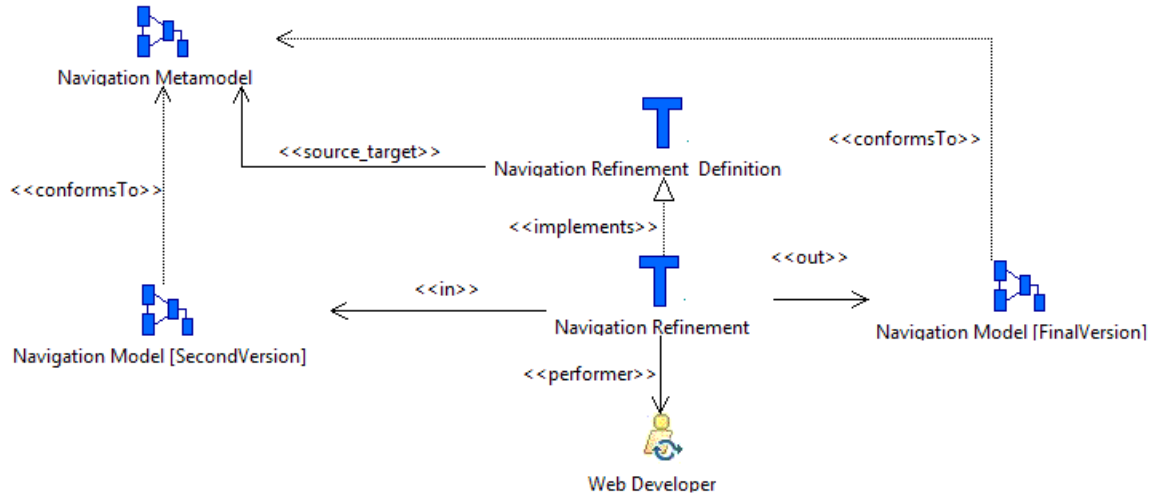 Navigation Metamodel
<<conformsTo>>
<<source_target>>
Navigation Refinement Definition
<<conformsTo>>
<<implements>>
<<out>>
<<in>>
Navigation Refinement
Navigation Model [FinalVersion]
Navigation Model [SecondVersion]
<<performer>>
Web Developer